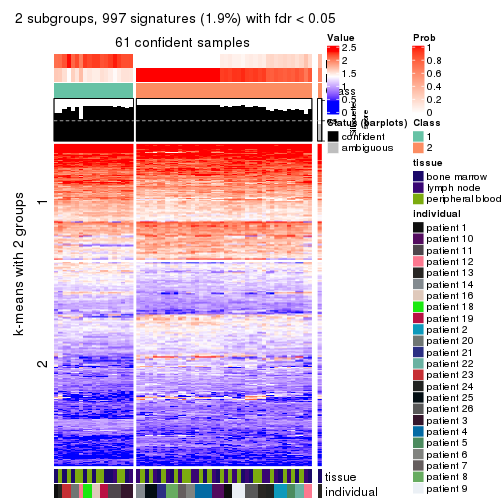 2 subgroups, 997 signatures (1.9%) with fdr < 0.05
61 confident samples
k-means with 2 groups
1
2
Value
2.5
2
1.5
1
0.5
0
Status (barplots)
confident
ambiguous
Silhouette
score
Prob
1
0.8
0.6
0.4
0.2
0
Class
1
2
tissue
bone marrow
lymph node
peripheral blood
individual
patient 1
patient 10
patient 11
patient 12
patient 13
patient 14
patient 16
patient 18
patient 19
patient 2
patient 20
patient 21
patient 22
patient 23
patient 24
patient 25
patient 26
patient 3
patient 4
patient 5
patient 6
patient 7
patient 8
patient 9
tissue
individual